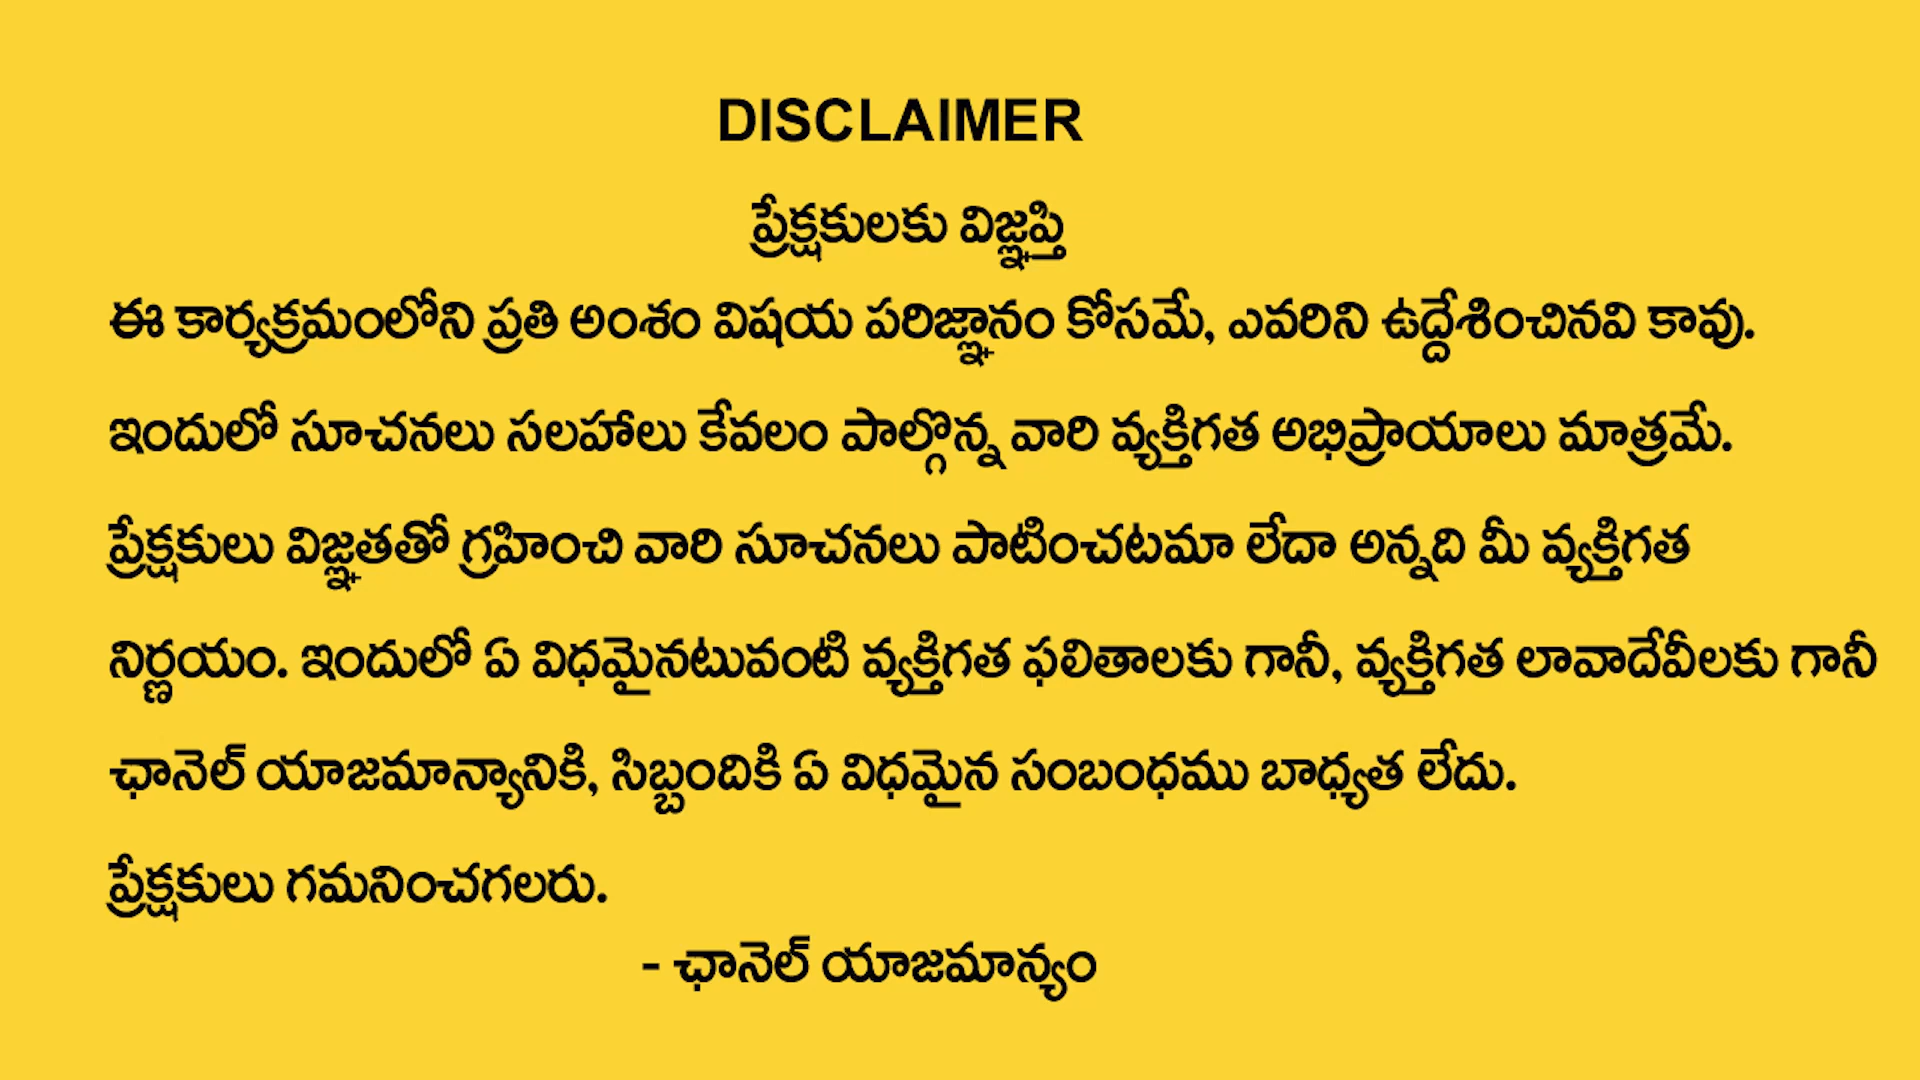 DISCLAIMER
ప్రేక్షకులకు విజ్ఞప్తి
ఈ కార్యక్రమంలోని ప్రతి అంశం విషయ పరిజ్ఞానం కోసమే, ఎవరిని ఉద్దేశించినవి కావు.
ఇందులో సూచనలు సలహాలు కేవలం పాల్గొన్న వారి వ్యక్తిగత అభిప్రాయాలు మాత్రమే.
ప్రేక్షకులు విజ్ఞతతో గ్రహించి వారి సూచనలు పాటించటమా లేదా అన్నది మీ వ్యక్తిగత
నిర్ణయం. ఇందులో ఏ విధమైనటువంటి వ్యక్తిగత ఫలితాలకు గానీ, వ్యక్తిగత లావాదేవీలకు గానీ
ఛానెల్ యాజమాన్యానికి, సిబ్బందికి ఏ విధమైన సంబంధము బాధ్యత లేదు.
ప్రేక్షకులు గమనించగలరు.
- ఛానెల్ యాజమాన్యం